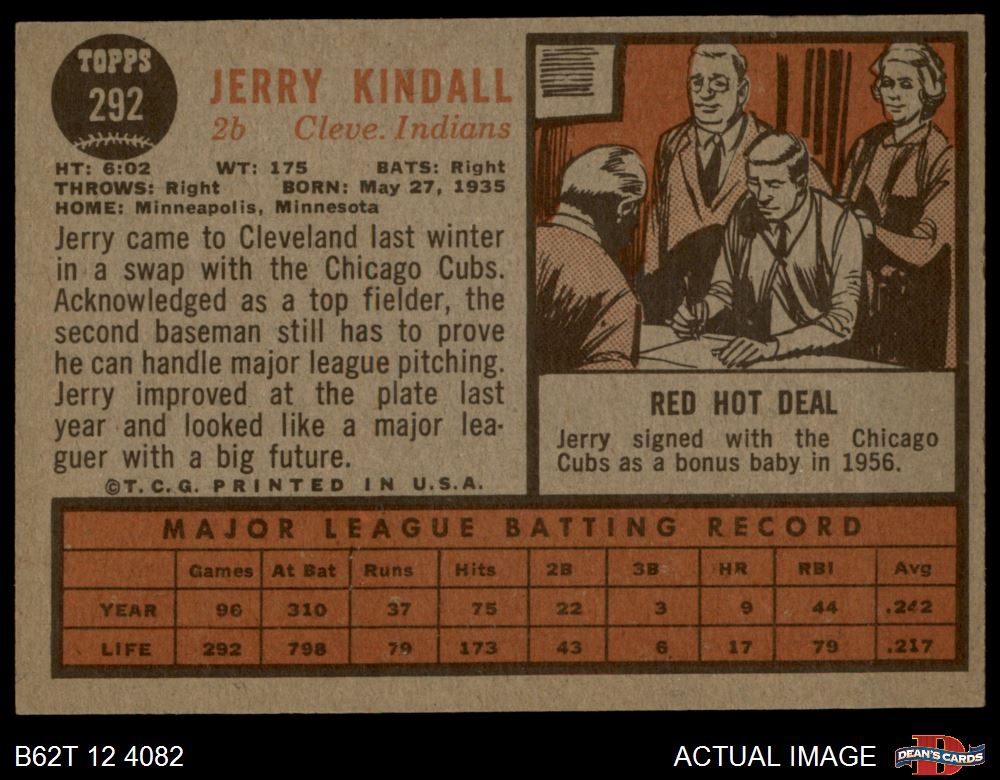 TOPPS
292
JERRY KINDALL
2b Cleve. Indians
HT: 6:02 WT: 175 BATS: Right
THROWS: Right BORN: May 27, 1935
HOME: Minneapolis, Minnesota
Jerry came to Cleveland last winter
in a swap with the Chicago Cubs.
Acknowledged as a top fielder, the
second baseman still has to prove
he can handle major league pitching.
Jerry improved at the plate last
year and looked like a major lea-
guer with a big future.
©T.C.G. PRINTED IN U.S.A.
RED HOT DEAL
Jerry signed with the Chicago
Cubs as a bonus baby in 1956.
MAJOR LEAGUE BATTING RECORD
Games At Bat Runs Hits 2B 3B HR RBI Avg
YEAR 96 310 37 75 22 3 9 44 .242
LIFE 292 798 79 173 43 6 17 79 .217
B62T 12 4082
ACTUAL IMAGE
D
DEAN'S CARDS